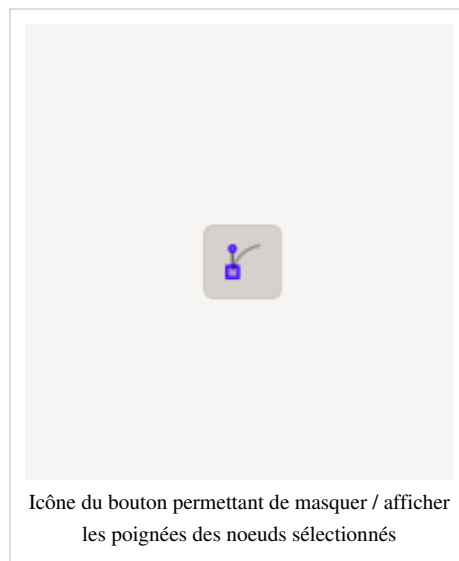 Icône du bouton permettant de masquer / afficher
les poignées des noeuds sélectionnés